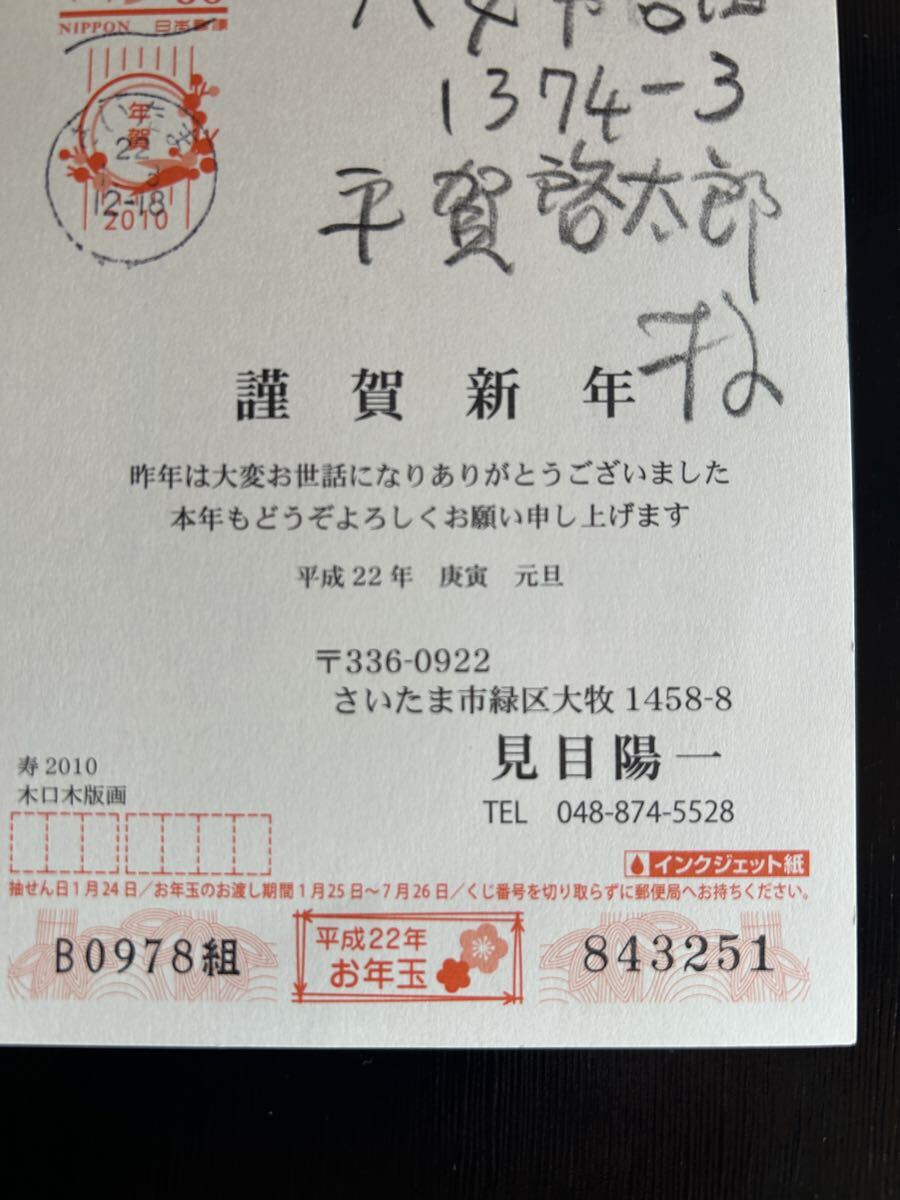 NIPPON 日本郵便
年賀
22
3
12-18
2010
1374-3
平賀啓太郎
様
謹賀新年
昨年は大変お世話になりありがとうございました
本年もどうぞよろしくお願い申し上げます
平成22年 庚寅 元旦
〒336-0922
さいたま市緑区大牧1458-8
見目陽一
TEL 048-874-5528
寿2010
木口木版画
インクジェット紙
抽せん日1月24日/お年玉のお渡し期間1月25日~7月26日/くじ番号を切り取らずに郵便局へお持ちください。
B0978組
平成22年
お年玉
843251